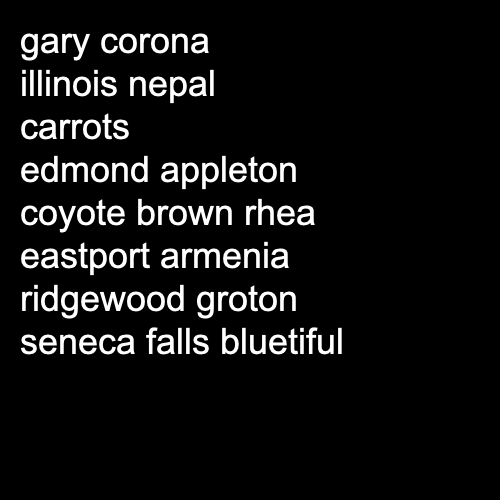 gary corona
illinois nepal
carrots
edmond appleton
coyote brown rhea
eastport armenia
ridgewood groton
seneca falls bluetiful